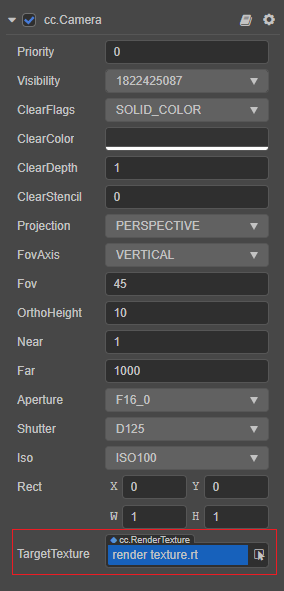 cc.Camera
Priority 0
Visibility 1822425087
ClearFlags SOLID_COLOR
ClearColor
ClearDepth 1
ClearStencil 0
Projection PERSPECTIVE
FovAxis VERTICAL
Fov 45
OrthoHeight 10
Near 1
Far 1000
Aperture F16_0
Shutter D125
Iso ISO100
Rect X 0 Y 0
W 1 H 1
cc.RenderTexture
TargetTexture render texture.rt